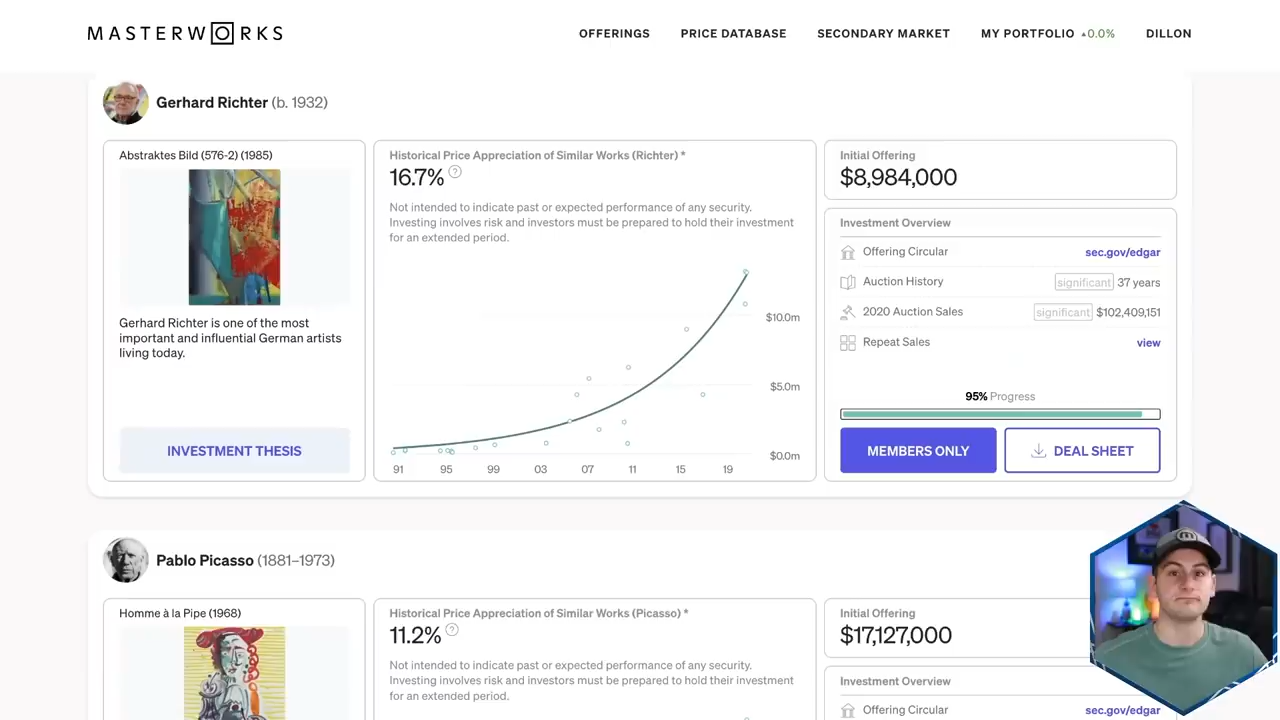 MASTERWORKS
OFFERINGS PRICE DATABASE SECONDARY MARKET MY PORTFOLIO ▲0.0% DILLON
Gerhard Richter (b. 1932)
Abstraktes Bild (576-2) (1985)
Gerhard Richter is one of the most
important and influential German artists
living today.
INVESTMENT THESIS
Historical Price Appreciation of Similar Works (Richter) *
16.7% ?
Not intended to indicate past or expected performance of any security.
Investing involves risk and investors must be prepared to hold their investment
for an extended period.
$10.0m
$5.0m
$0.0m
91 95 99 03 07 11 15 19
Initial Offering
$8,984,000
Investment Overview
Offering Circular sec.gov/edgar
Auction History significant 37 years
2020 Auction Sales significant $102,409,151
Repeat Sales view
95% Progress
MEMBERS ONLY DEAL SHEET
Pablo Picasso (1881–1973)
Homme à la Pipe (1968)
Historical Price Appreciation of Similar Works (Picasso) *
11.2% ?
Not intended to indicate past or expected performance of any security.
Investing involves risk and investors must be prepared to hold their investment
for an extended period.
Initial Offering
$17,127,000
Investment Overview
Offering Circular sec.gov/edgar